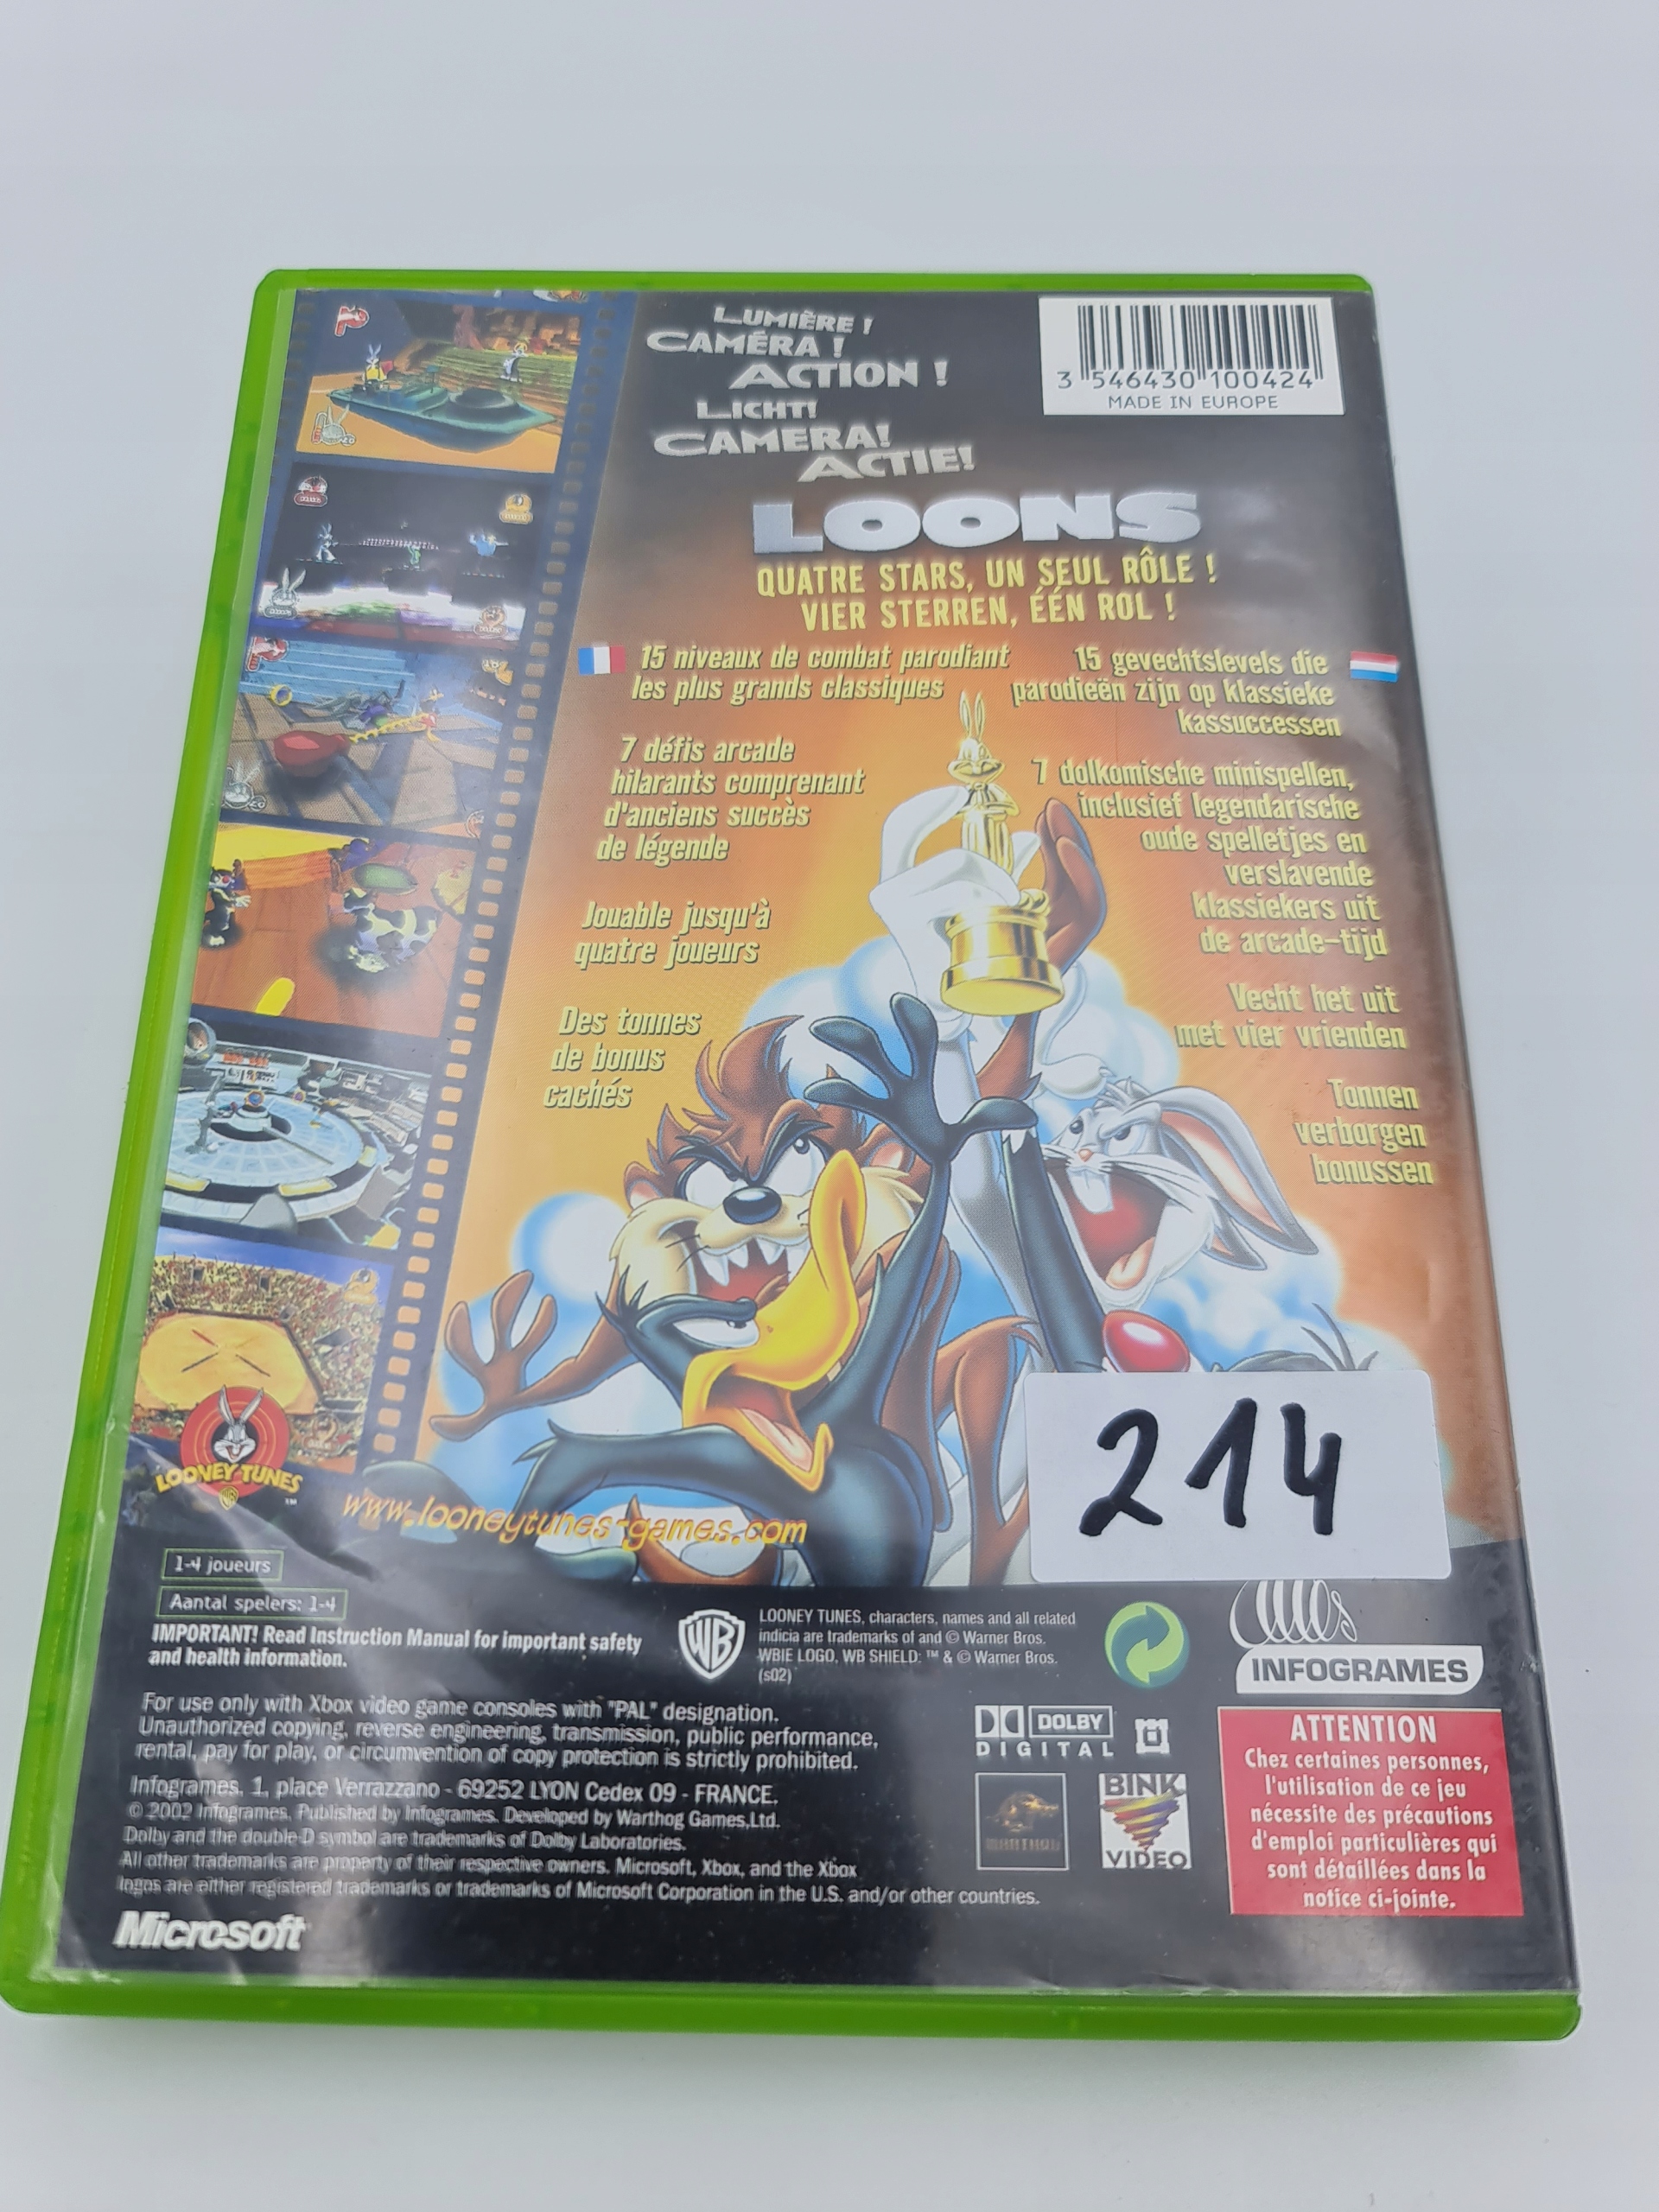 LUMIÈRE !
CAMÉRA !
ACTION !
LICHT!
CAMERA!
ACTIE!
3 546430 100424
MADE IN EUROPE
LOONS
QUATRE STARS, UN SEUL RÔLE !
VIER STERREN, ÉÉN ROL !
15 niveaux de combat parodiant
les plus grands classiques
7 défis arcade
hilarants comprenant
d'anciens succès
de légende
Jouable jusqu'à
quatre joueurs
Des tonnes
de bonus
cachés
15 gevechtslevels die
parodieën zijn op klassieke
kassuccessen
7 dolkomische minispellen,
inclusief legendarische
oude spelletjes en
verslavende
klassiekers uit
de arcade-tijd
Vecht het uit
met vier vrienden
Tonnen
verborgen
bonussen
214
LOONEY TUNES
WB
TM
www.looneytunes-games.com
1-4 joueurs
Aantal spelers: 1-4
IMPORTANT! Read Instruction Manual for important safety
and health information.
WB
LOONEY TUNES, characters, names and all related
indicia are trademarks of and © Warner Bros.
WBIE LOGO, WB SHIELD: ™ & © Warner Bros.
(s02)
INFOGRAMES
For use only with Xbox video game consoles with "PAL" designation.
Unauthorized copying, reverse engineering, transmission, public performance,
rental, pay for play, or circumvention of copy protection is strictly prohibited.
Infogrames, 1, place Verrazzano - 69252 LYON Cedex 09 - FRANCE.
© 2002 Infogrames. Published by Infogrames. Developed by Warthog Games,Ltd.
Dolby and the double-D symbol are trademarks of Dolby Laboratories.
All other trademarks are property of their respective owners. Microsoft, Xbox, and the Xbox
logos are either registered trademarks or trademarks of Microsoft Corporation in the U.S. and/or other countries.
Microsoft
DOLBY
DIGITAL
WARTHOG
BINK
VIDEO
ATTENTION
Chez certaines personnes,
l'utilisation de ce jeu
nécessite des précautions
d'emploi particulières qui
sont détaillées dans la
notice ci-jointe.